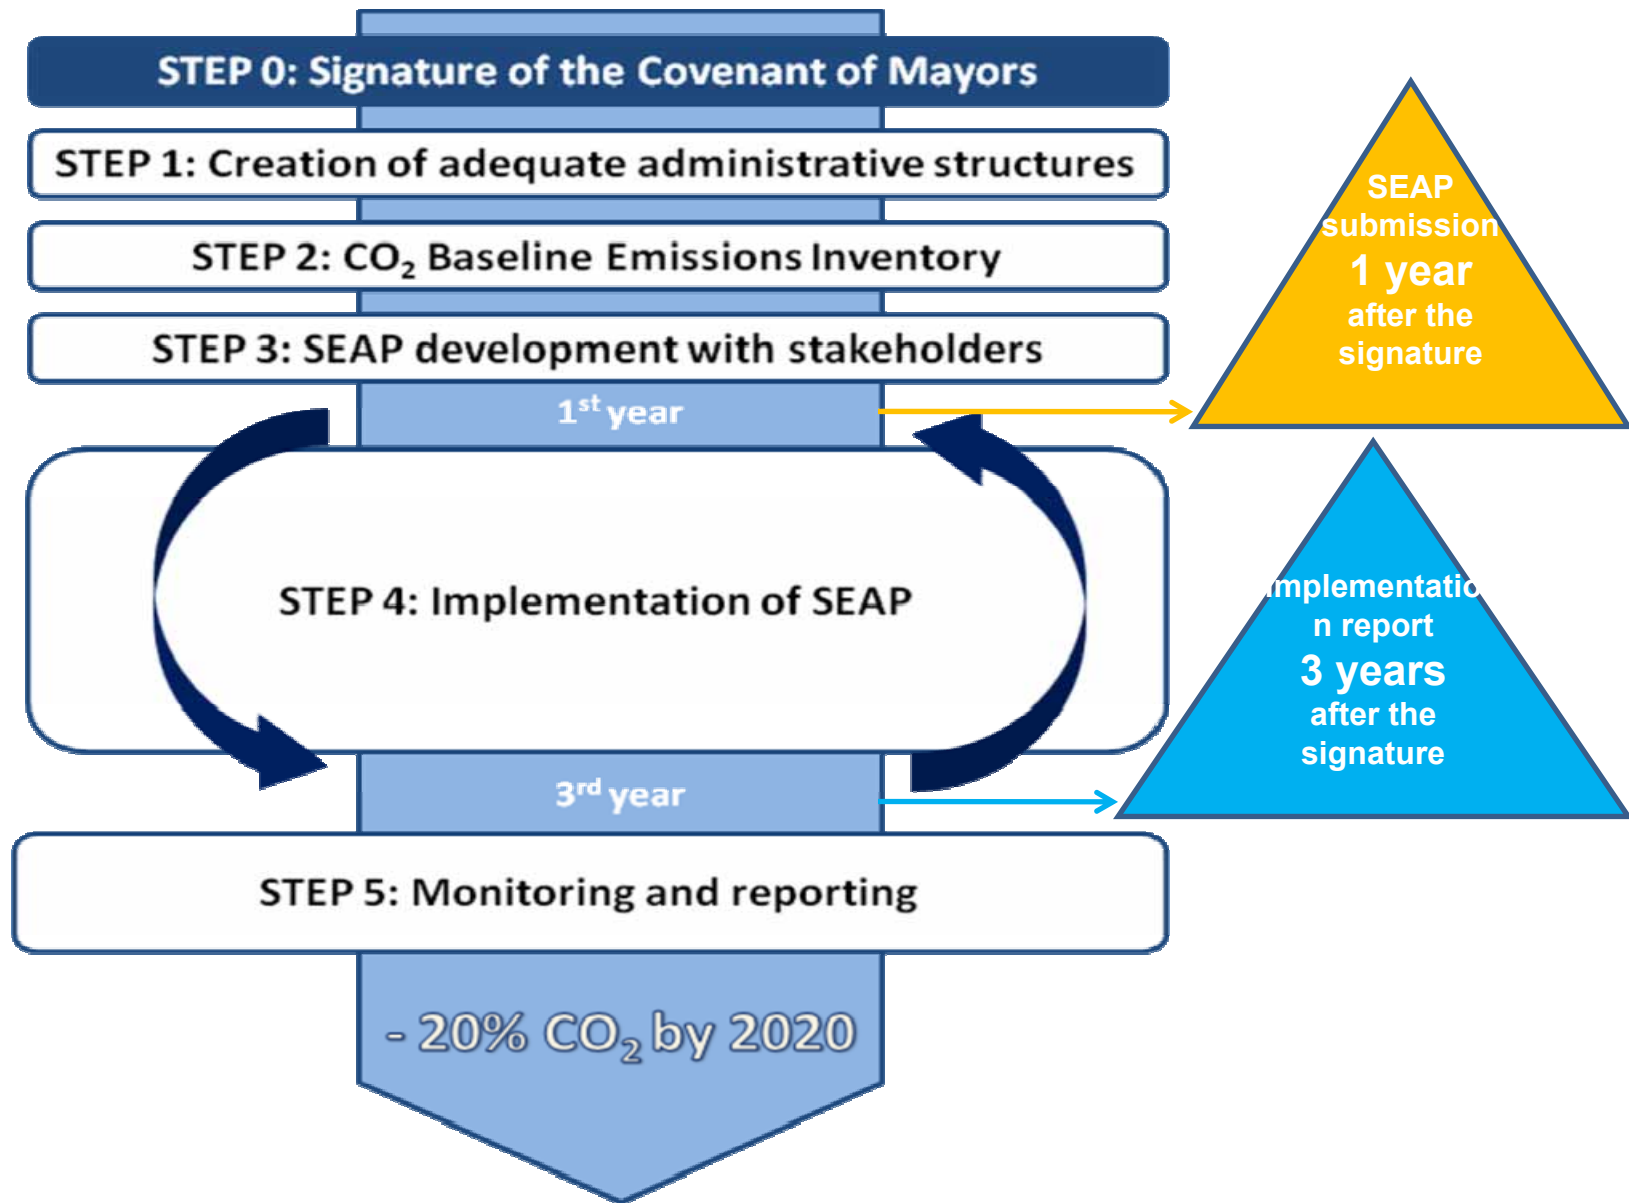 STEP 0: Signature of the Covenant of Mayors
STEP 1: Creation of adequate administrative structures
STEP 2: CO₂ Baseline Emissions Inventory
STEP 3: SEAP development with stakeholders
1st year
SEAP
submission
1 year
after the
signature
STEP 4: Implementation of SEAP
Implementatio
n report
3 years
after the
signature
3rd year
STEP 5: Monitoring and reporting
- 20% CO₂ by 2020